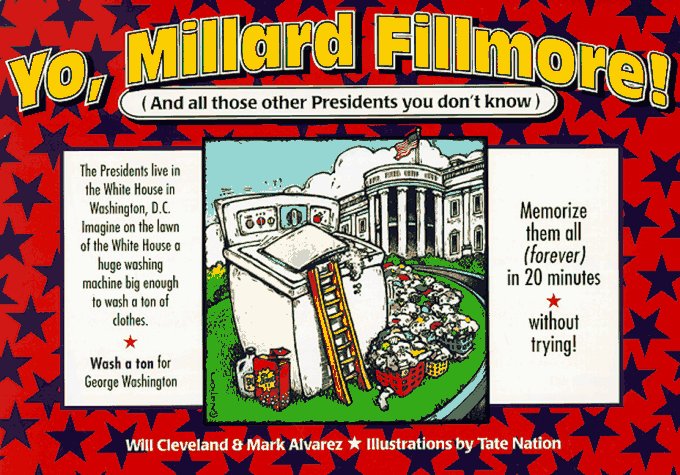 Yo, Millard Fillmore!
(And all those other Presidents you don't know)
The Presidents live in
the White House in
Washington, D.C.
Imagine on the lawn
of the White House a
huge washing
machine big enough
to wash a ton of
clothes.
Wash a ton for
George Washington
Memorize
them all
(forever)
in 20 minutes
without
trying!
Will Cleveland & Mark Alvarez ★ Illustrations by Tate Nation